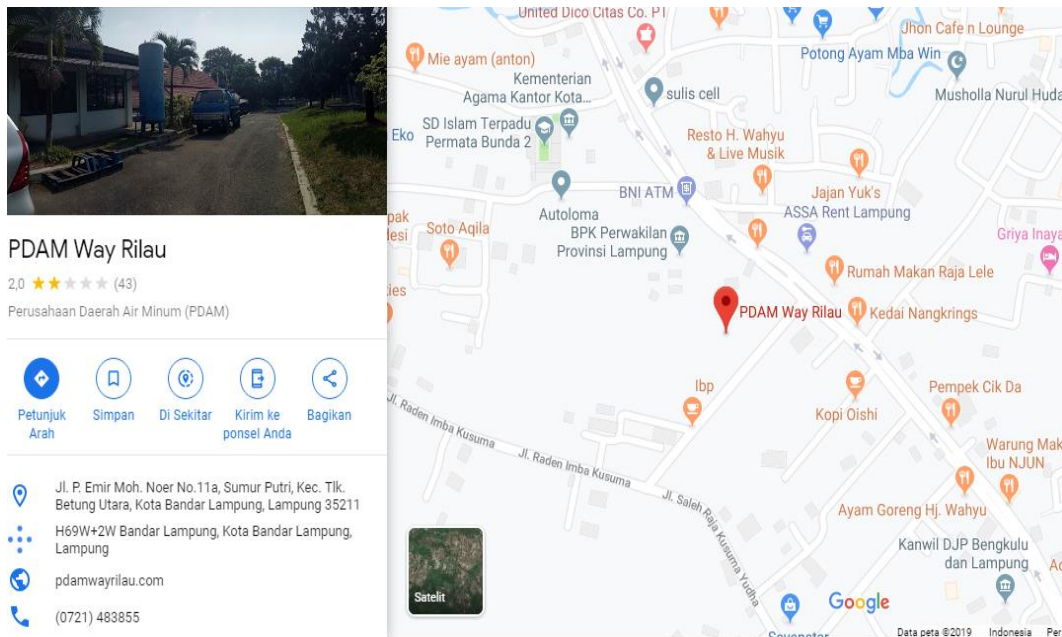 PDAM Way Rilau
2,0
(43)
Perusahaan Daerah Air Minum (PDAM)
Petunjuk
Arah
Simpan
Di Sekitar
Kirim ke
ponsel Anda
Bagikan
Jl. P. Emir Moh. Noer No.11a, Sumur Putri, Kec. Tlk.
Betung Utara, Kota Bandar Lampung, Lampung 35211
H69W+2W Bandar Lampung, Kota Bandar Lampung,
Lampung
pdamwayrilau.com
(0721) 483855
United Dico Citas Co. PT
Jhon Cafe n Lounge
Potong Ayam Mba Win
Mie ayam (anton)
Kementerian
Agama Kantor Kota...
sulis cell
Musholla Nurul Huda
Eko
SD Islam Terpadu
Permata Bunda 2
Resto H. Wahyu
& Live Musik
BNI ATM
Jajan Yuk's
Autoloma
ASSA Rent Lampung
Soto Aqila
BPK Perwakilan
Provinsi Lampung
Griya Inaya
Rumah Makan Raja Lele
PDAM Way Rilau
Kedai Nangkrings
Ibp
Kopi Oishi
Pempek Cik Da
Jl. Raden Imba Kusuma
Jl. Raden Imba Kusuma
Jl. Saleh Raja Kusuma Yudha
Warung Mak
Ibu NJUN
Ayam Goreng Hj. Wahyu
Kanwil DJP Bengkulu
dan Lampung
Satelit
Google
Data peta ©2019
Indonesia